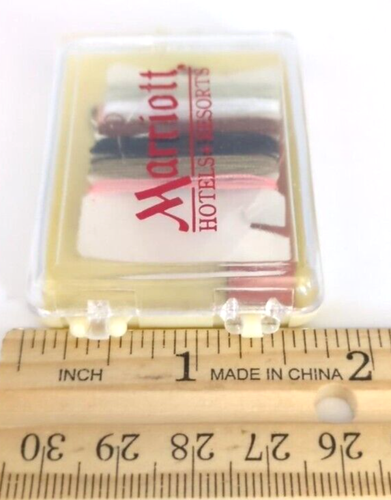 Marriott
HOTELS • RESORTS
INCH 1 MADE IN CHINA 2
30 29 28 27 26